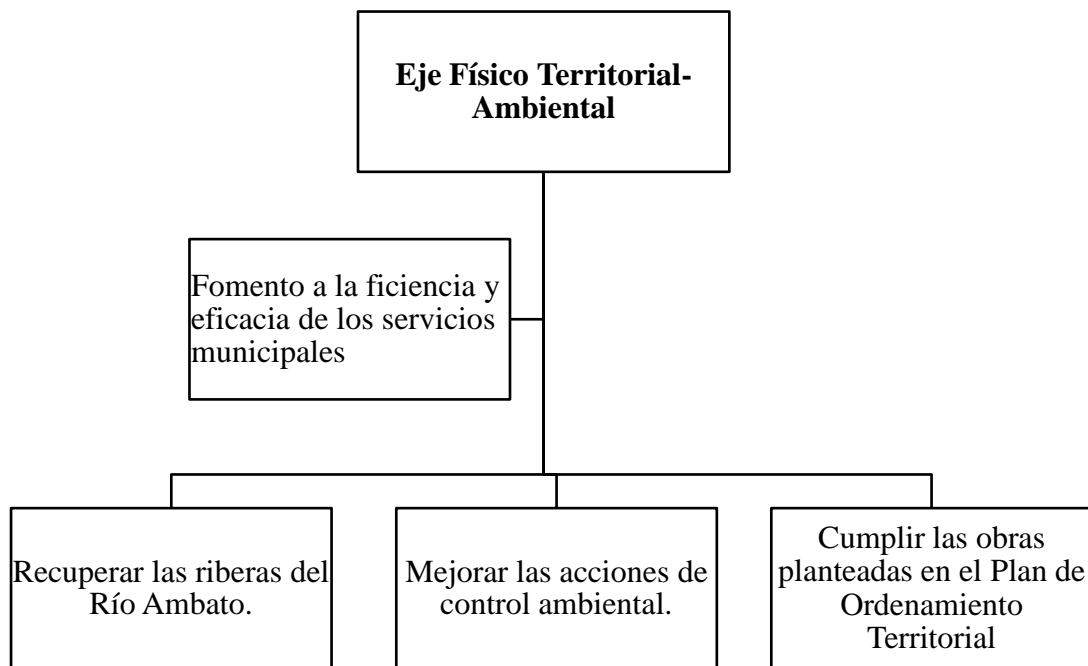 Eje Físico Territorial-
Ambiental
Fomento a la ficiencia y
eficacia de los servicios
municipales
Recuperar las riberas del
Río Ambato.
Mejorar las acciones de
control ambiental.
Cumplir las obras
planteadas en el Plan de
Ordenamiento
Territorial